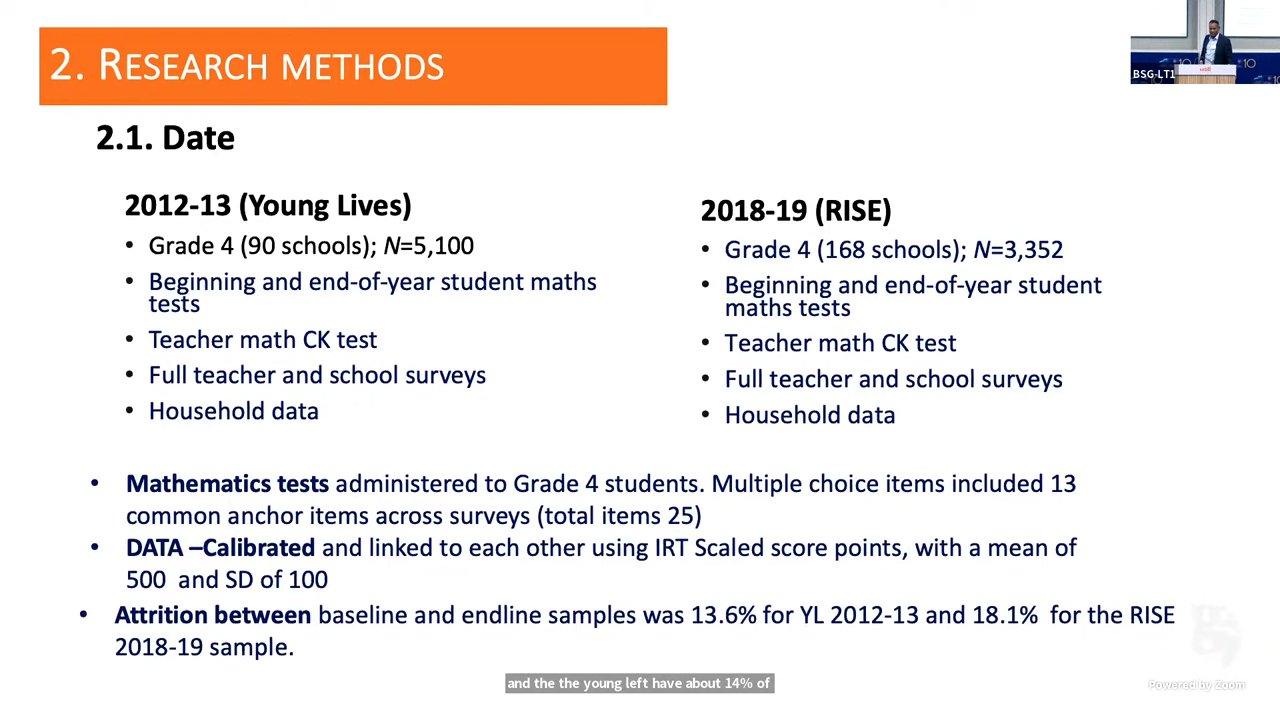 2. RESEARCH METHODS
BSG-LT1
2.1. Date
2012-13 (Young Lives)
• Grade 4 (90 schools); N=5,100
• Beginning and end-of-year student maths
tests
• Teacher math CK test
• Full teacher and school surveys
• Household data
2018-19 (RISE)
• Grade 4 (168 schools); N=3,352
• Beginning and end-of-year student
maths tests
• Teacher math CK test
• Full teacher and school surveys
• Household data
• Mathematics tests administered to Grade 4 students. Multiple choice items included 13
common anchor items across surveys (total items 25)
• DATA –Calibrated and linked to each other using IRT Scaled score points, with a mean of
500 and SD of 100
• Attrition between baseline and endline samples was 13.6% for YL 2012-13 and 18.1% for the RISE
2018-19 sample.
and the the young left have about 14% of
Powered by Zoom